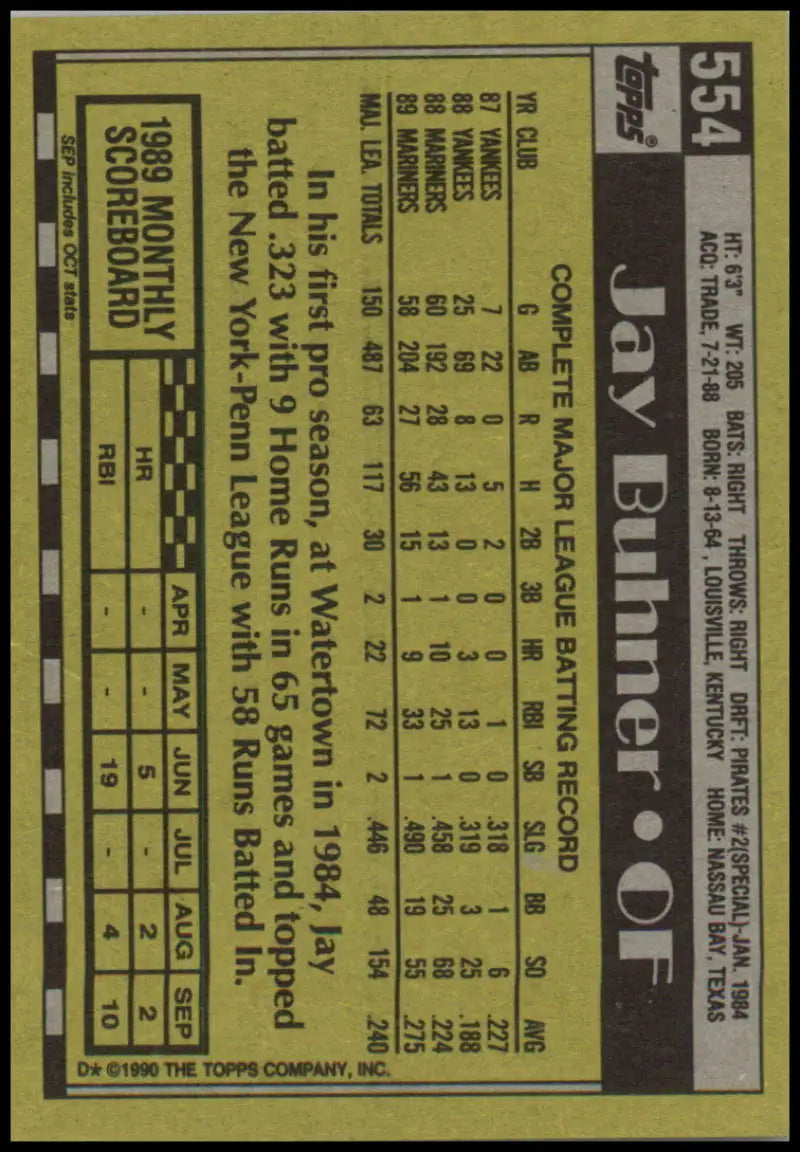 554
HT: 6'3" WT: 205 BATS: RIGHT THROWS: RIGHT DRFT: PIRATES #2(SPECIAL)-JAN. 1984
ACQ: TRADE, 7-21-88 BORN: 8-13-64 , LOUISVILLE, KENTUCKY HOME: NASSAU BAY, TEXAS
TOPPS®
Jay Buhner • OF
COMPLETE MAJOR LEAGUE BATTING RECORD
YR CLUB G AB R H 2B 3B HR RBI SB SLG BB SO AVG
87 YANKEES 7 22 0 5 2 0 0 1 0 .318 1 6 .227
88 YANKEES 25 69 8 13 0 0 3 13 0 .319 3 25 .188
88 MARINERS 60 192 28 43 13 1 10 25 1 .458 25 68 .224
89 MARINERS 58 204 27 56 15 1 9 33 1 .490 19 55 .275
MAJ. LEA. TOTALS 150 487 63 117 30 2 22 72 2 .446 48 154 .240
In his first pro season, at Watertown in 1984, Jay
batted .323 with 9 Home Runs in 65 games and topped
the New York-Penn League with 58 Runs Batted In.
1989 MONTHLY
SCOREBOARD
APR MAY JUN JUL AUG SEP
HR - - 5 - 2 2
RBI - - 19 - 4 10
SEP includes OCT stats
D* ©1990 THE TOPPS COMPANY, INC.